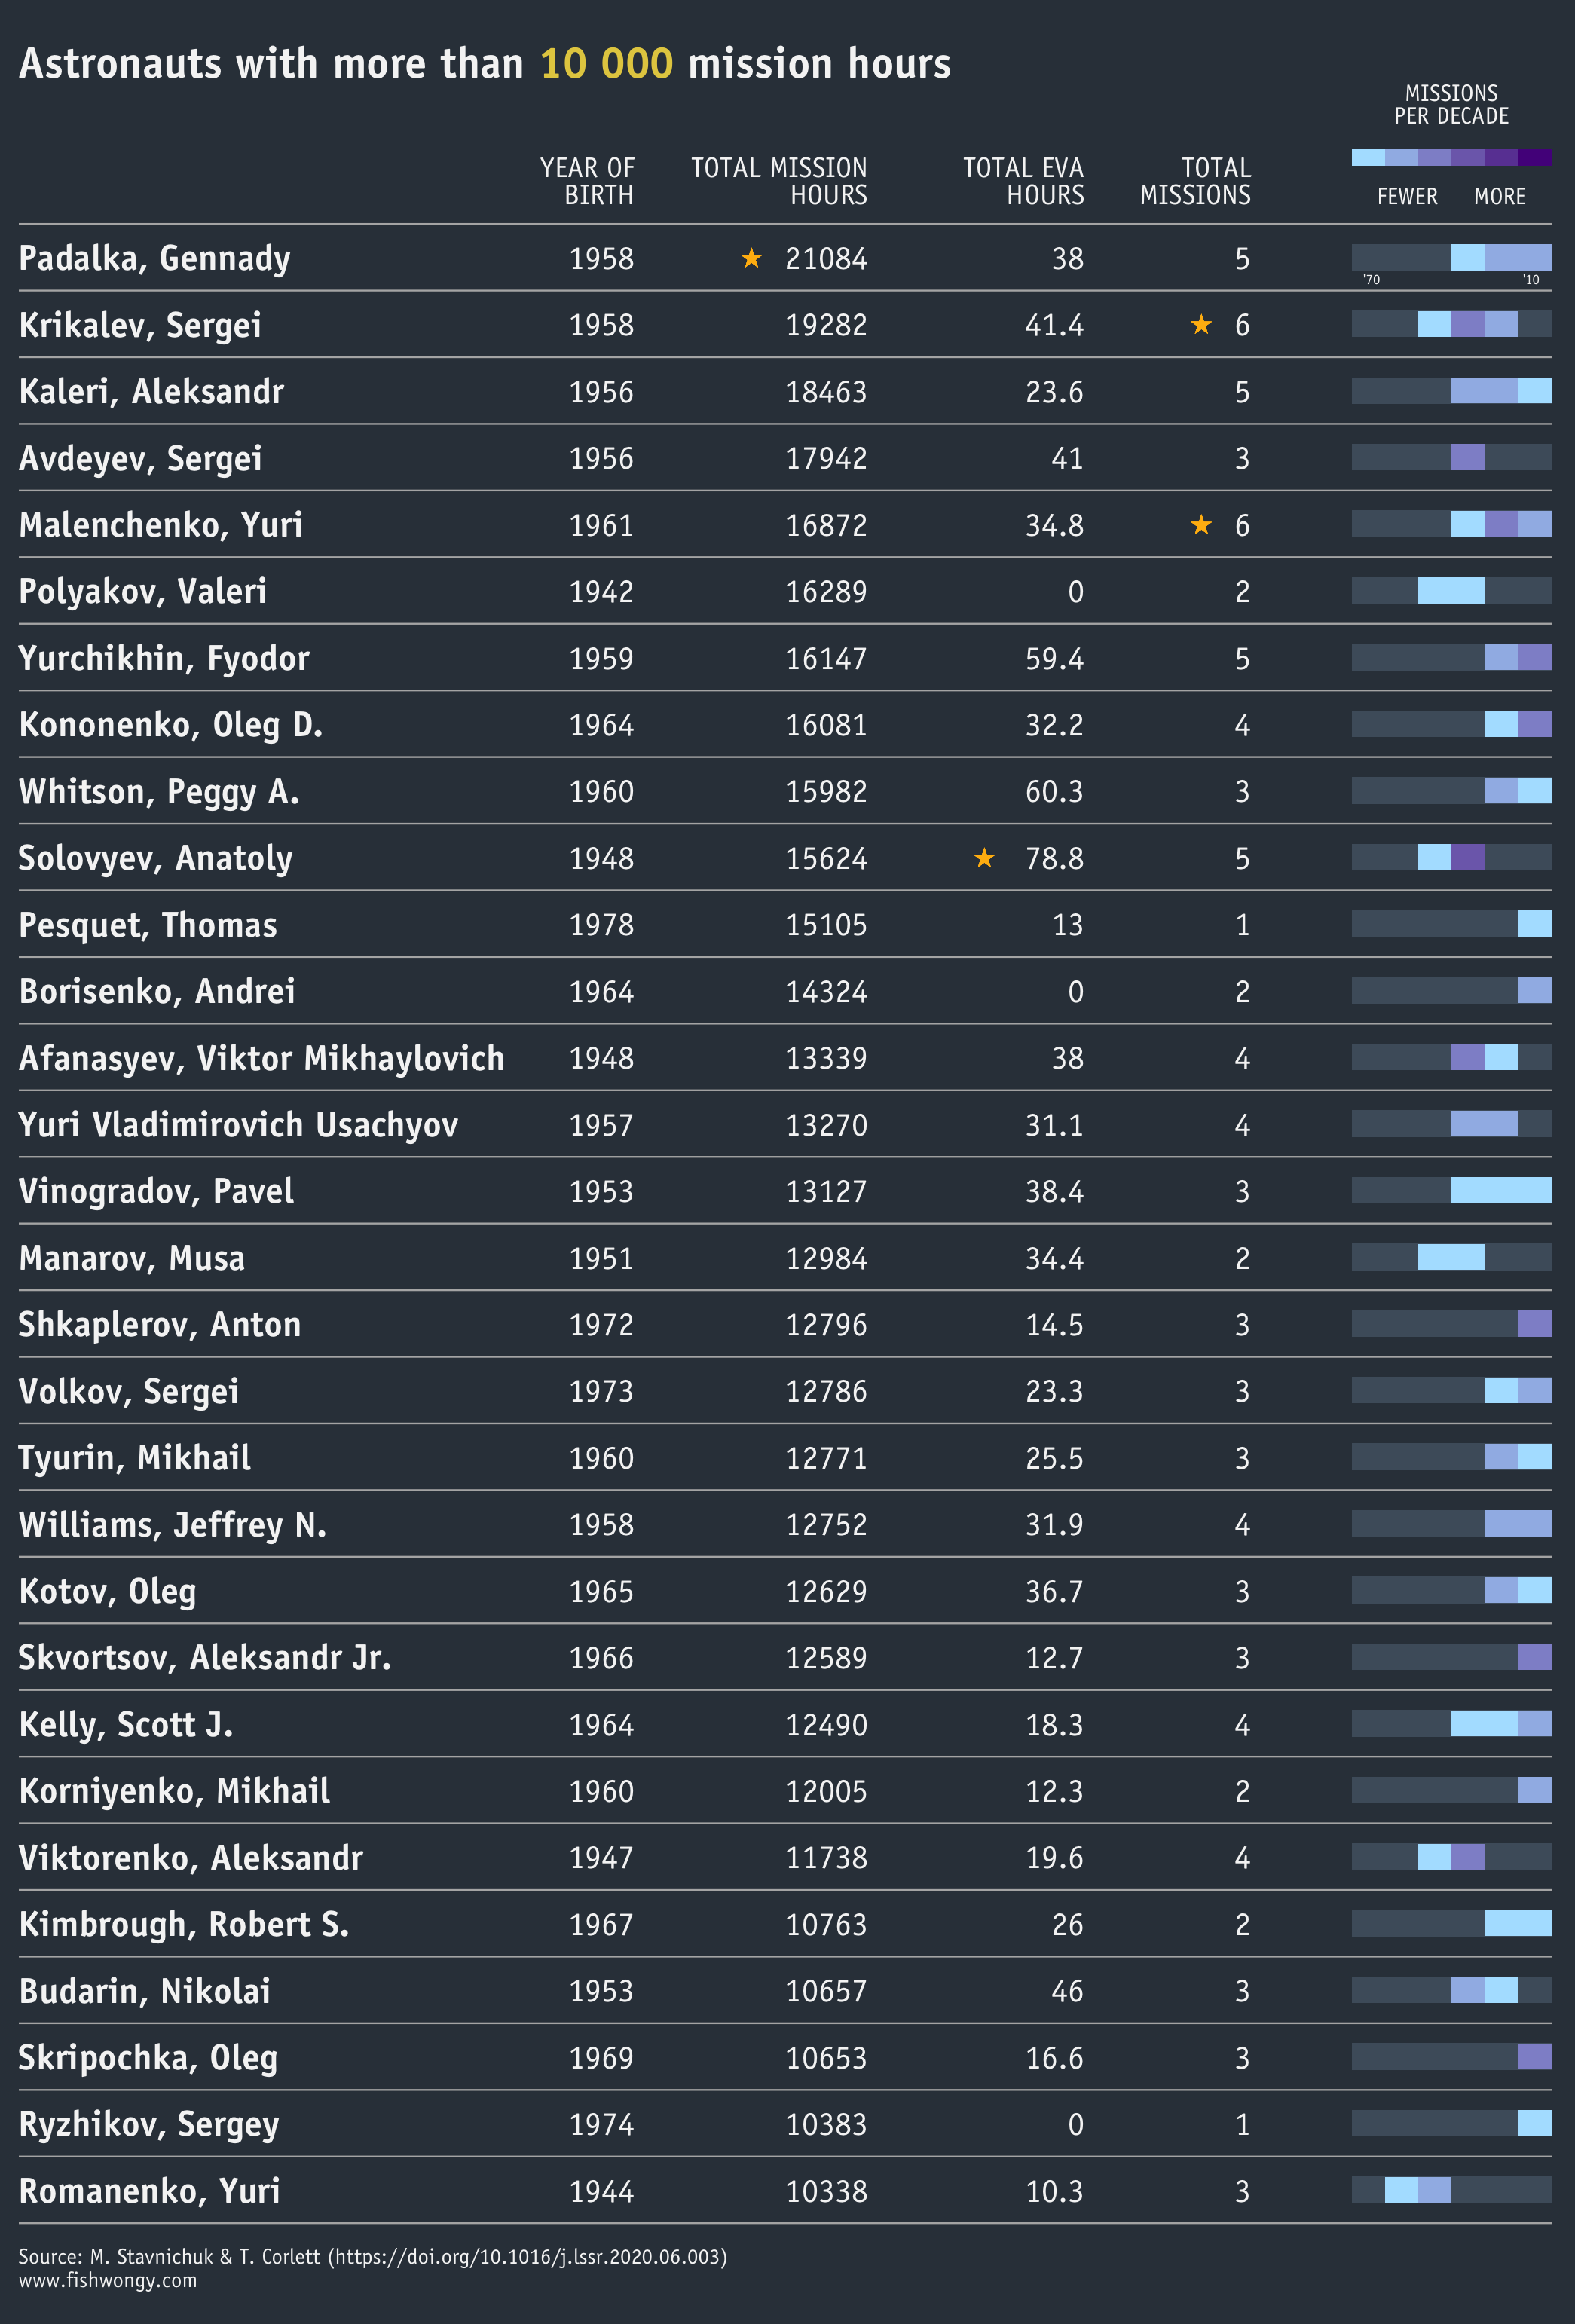 Astronauts with more than 10 000 mission hours
MISSIONS
PER DECADE
YEAR OF
BIRTH
TOTAL MISSION
HOURS
TOTAL EVA
HOURS
TOTAL
MISSIONS
FEWER MORE
Padalka, Gennady 1958 ★ 21084 38 5
'70 '10
Krikalev, Sergei 1958 19282 41.4 ★ 6
Kaleri, Aleksandr 1956 18463 23.6 5
Avdeyev, Sergei 1956 17942 41 3
Malenchenko, Yuri 1961 16872 34.8 ★ 6
Polyakov, Valeri 1942 16289 0 2
Yurchikhin, Fyodor 1959 16147 59.4 5
Kononenko, Oleg D. 1964 16081 32.2 4
Whitson, Peggy A. 1960 15982 60.3 3
Solovyev, Anatoly 1948 15624 ★ 78.8 5
Pesquet, Thomas 1978 15105 13 1
Borisenko, Andrei 1964 14324 0 2
Afanasyev, Viktor Mikhaylovich 1948 13339 38 4
Yuri Vladimirovich Usachyov 1957 13270 31.1 4
Vinogradov, Pavel 1953 13127 38.4 3
Manarov, Musa 1951 12984 34.4 2
Shkaplerov, Anton 1972 12796 14.5 3
Volkov, Sergei 1973 12786 23.3 3
Tyurin, Mikhail 1960 12771 25.5 3
Williams, Jeffrey N. 1958 12752 31.9 4
Kotov, Oleg 1965 12629 36.7 3
Skvortsov, Aleksandr Jr. 1966 12589 12.7 3
Kelly, Scott J. 1964 12490 18.3 4
Korniyenko, Mikhail 1960 12005 12.3 2
Viktorenko, Aleksandr 1947 11738 19.6 4
Kimbrough, Robert S. 1967 10763 26 2
Budarin, Nikolai 1953 10657 46 3
Skripochka, Oleg 1969 10653 16.6 3
Ryzhikov, Sergey 1974 10383 0 1
Romanenko, Yuri 1944 10338 10.3 3
Source: M. Stavnichuk & T. Corlett (https://doi.org/10.1016/j.lssr.2020.06.003)
www.fishwongy.com